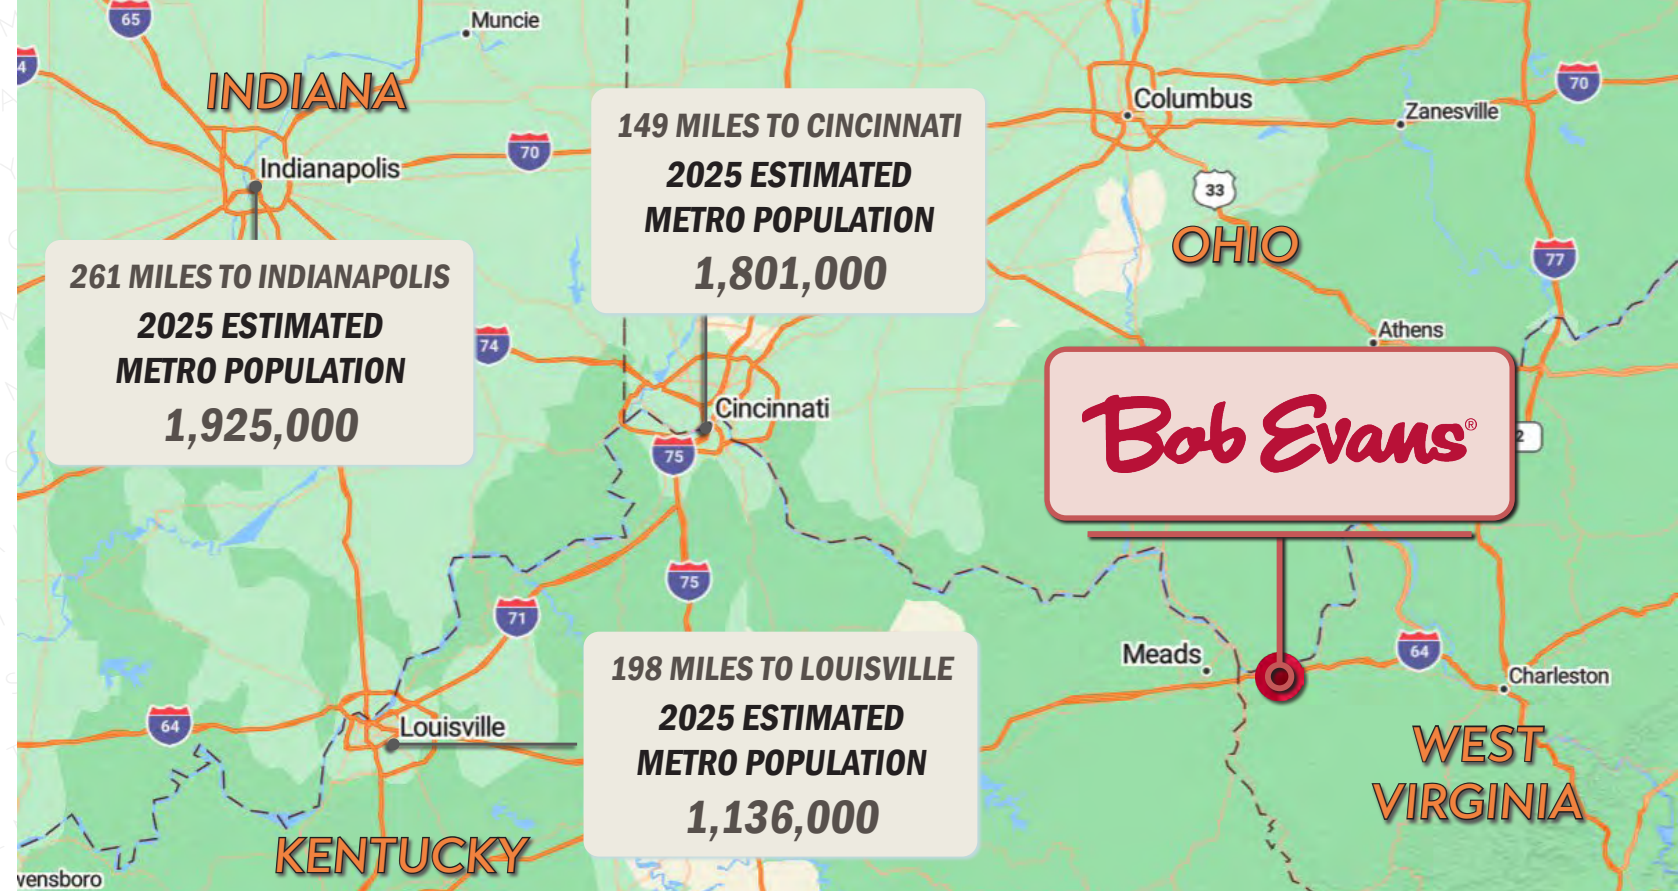 65
Muncie
4
INDIANA
70
Columbus
Zanesville
70
149 MILES TO CINCINNATI
2025 ESTIMATED
METRO POPULATION
1,801,000
Indianapolis
33
OHIO
77
261 MILES TO INDIANAPOLIS
2025 ESTIMATED
METRO POPULATION
1,925,000
74
Athens
Cincinnati
75
Bob Evans®
2
75
71
Meads
64
Charleston
198 MILES TO LOUISVILLE
2025 ESTIMATED
METRO POPULATION
1,136,000
64
Louisville
WEST
VIRGINIA
KENTUCKY
wensboro